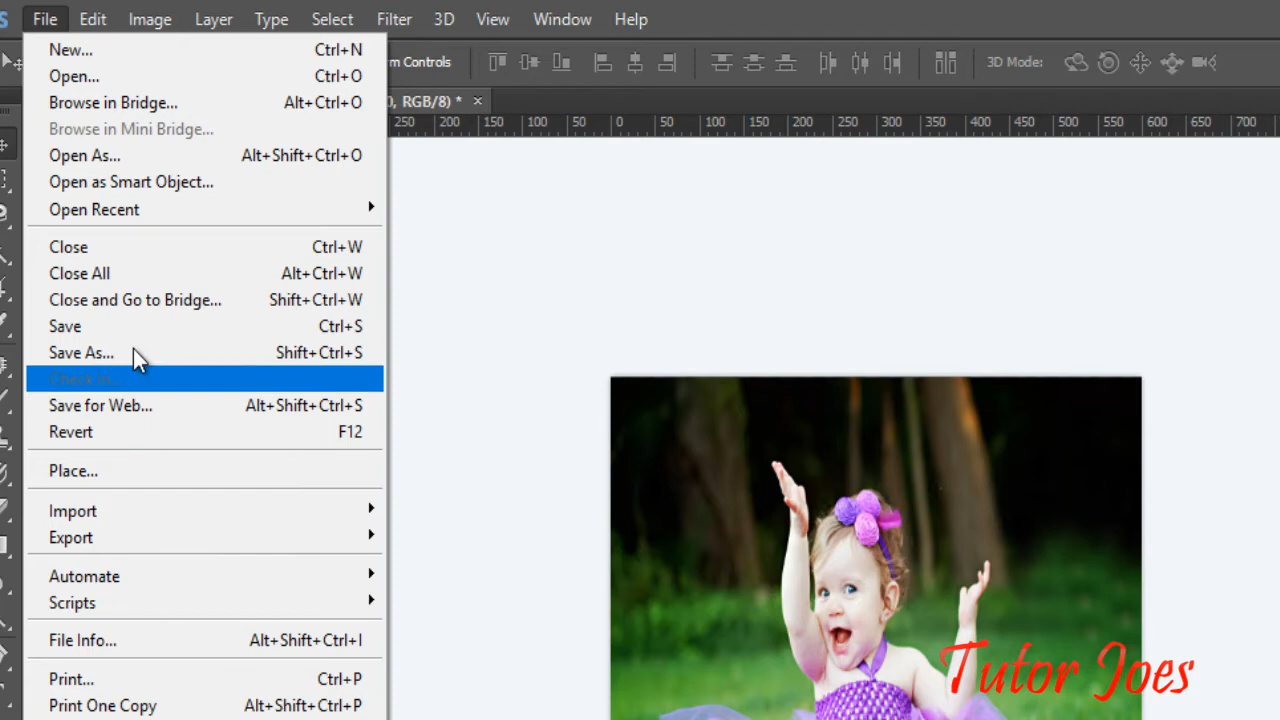 File Edit Image Layer Type Select Filter 3D View Window Help
New... Ctrl+N
Open... Ctrl+O
m Controls 3D Mode:
Browse in Bridge... Alt+Ctrl+O
0, RGB/8) * ×
250 200 150 100 50 0 50 100 150 200 250 300 350 400 450 500 550 600 650 700
Browse in Mini Bridge...
Open As... Alt+Shift+Ctrl+O
Open as Smart Object...
Open Recent
Close Ctrl+W
Close All Alt+Ctrl+W
Close and Go to Bridge... Shift+Ctrl+W
Save Ctrl+S
Save As... Shift+Ctrl+S
Check In...
Save for Web... Alt+Shift+Ctrl+S
Revert F12
Place...
Import
Export
Automate
Scripts
File Info... Alt+Shift+Ctrl+I
Tutor Joes
Print... Ctrl+P
Print One Copy Alt+Shift+Ctrl+P